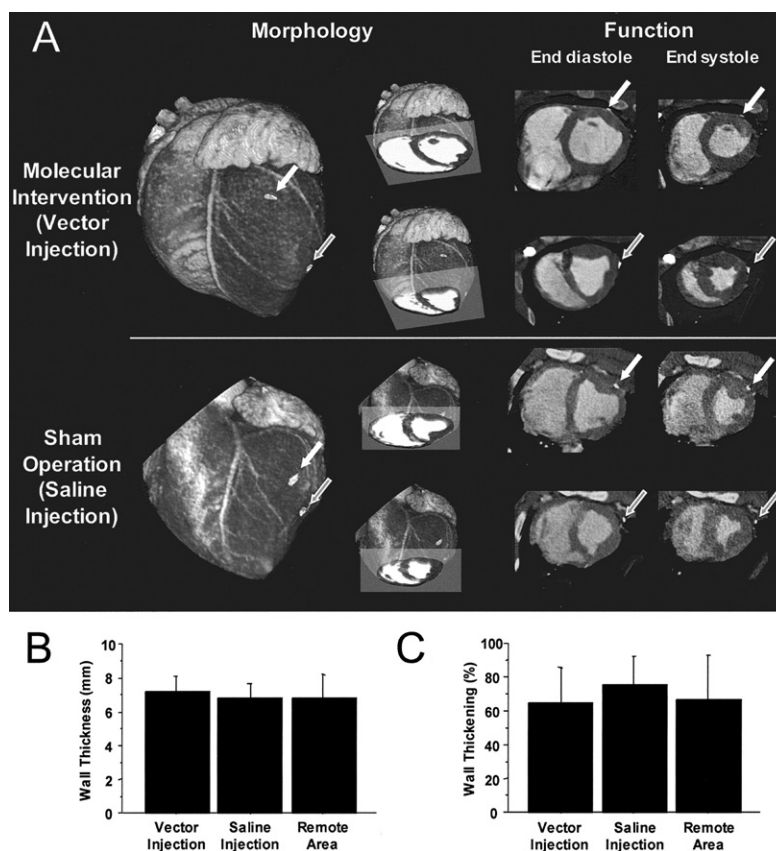 A
Morphology
Function
End diastole
End systole
Molecular
Intervention
(Vector
Injection)
Sham
Operation
(Saline
Injection)
B
Wall Thickness (mm)
10
8
6
4
2
0
Vector
Injection
Saline
Injection
Remote
Area
C
Wall Thickening (%)
100
80
60
40
20
0
Vector
Injection
Saline
Injection
Remote
Area